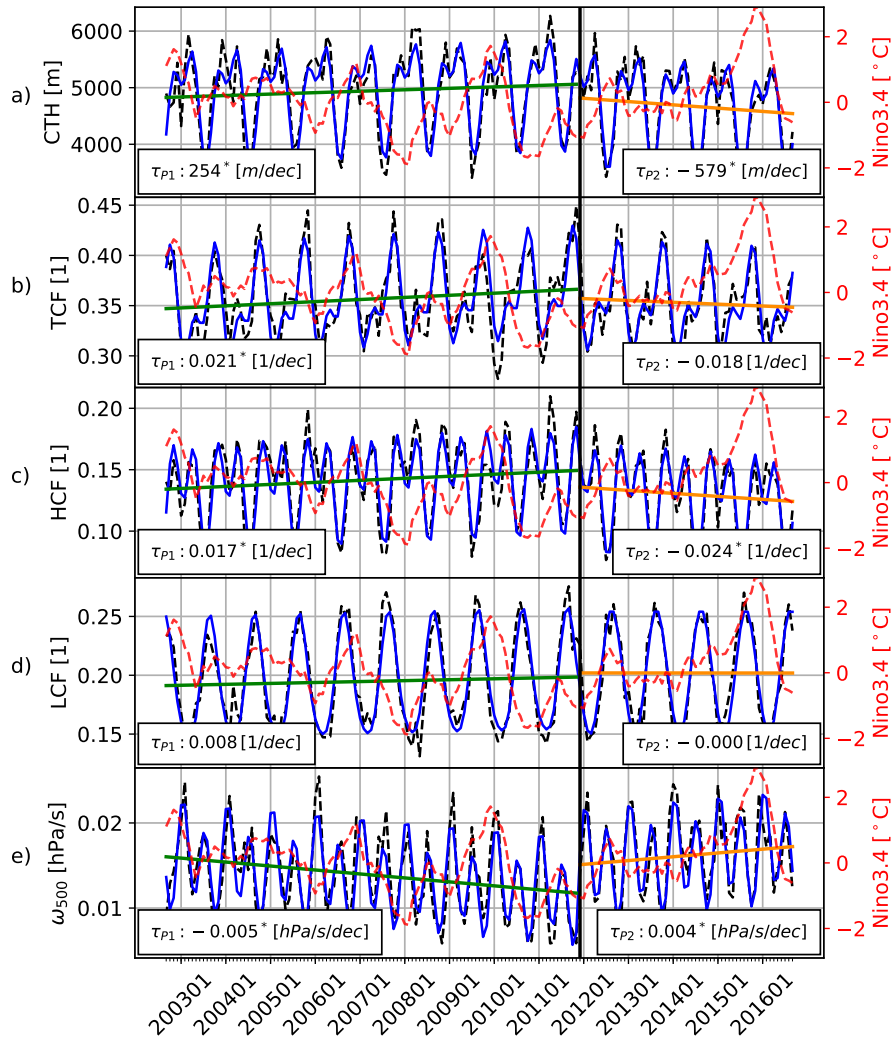 a)
CTH [m]
6000
5000
4000
τP1 : 254* [m/dec]
τP2 : −579* [m/dec]
2
0
−2
Nino3.4 [°C]
b)
TCF [1]
0.45
0.40
0.35
0.30
τP1 : 0.021* [1/dec]
τP2 : −0.018 [1/dec]
2
0
−2
Nino3.4 [°C]
c)
HCF [1]
0.20
0.15
0.10
τP1 : 0.017* [1/dec]
τP2 : −0.024* [1/dec]
2
0
−2
Nino3.4 [°C]
d)
LCF [1]
0.25
0.20
0.15
τP1 : 0.008 [1/dec]
τP2 : −0.000 [1/dec]
2
0
−2
Nino3.4 [°C]
e)
ω500 [hPa/s]
0.02
0.01
τP1 : −0.005* [hPa/s/dec]
τP2 : 0.004* [hPa/s/dec]
2
0
−2
Nino3.4 [°C]
200301 200401 200501 200601 200701 200801 200901 201001 201101 201201 201301 201401 201501 201601